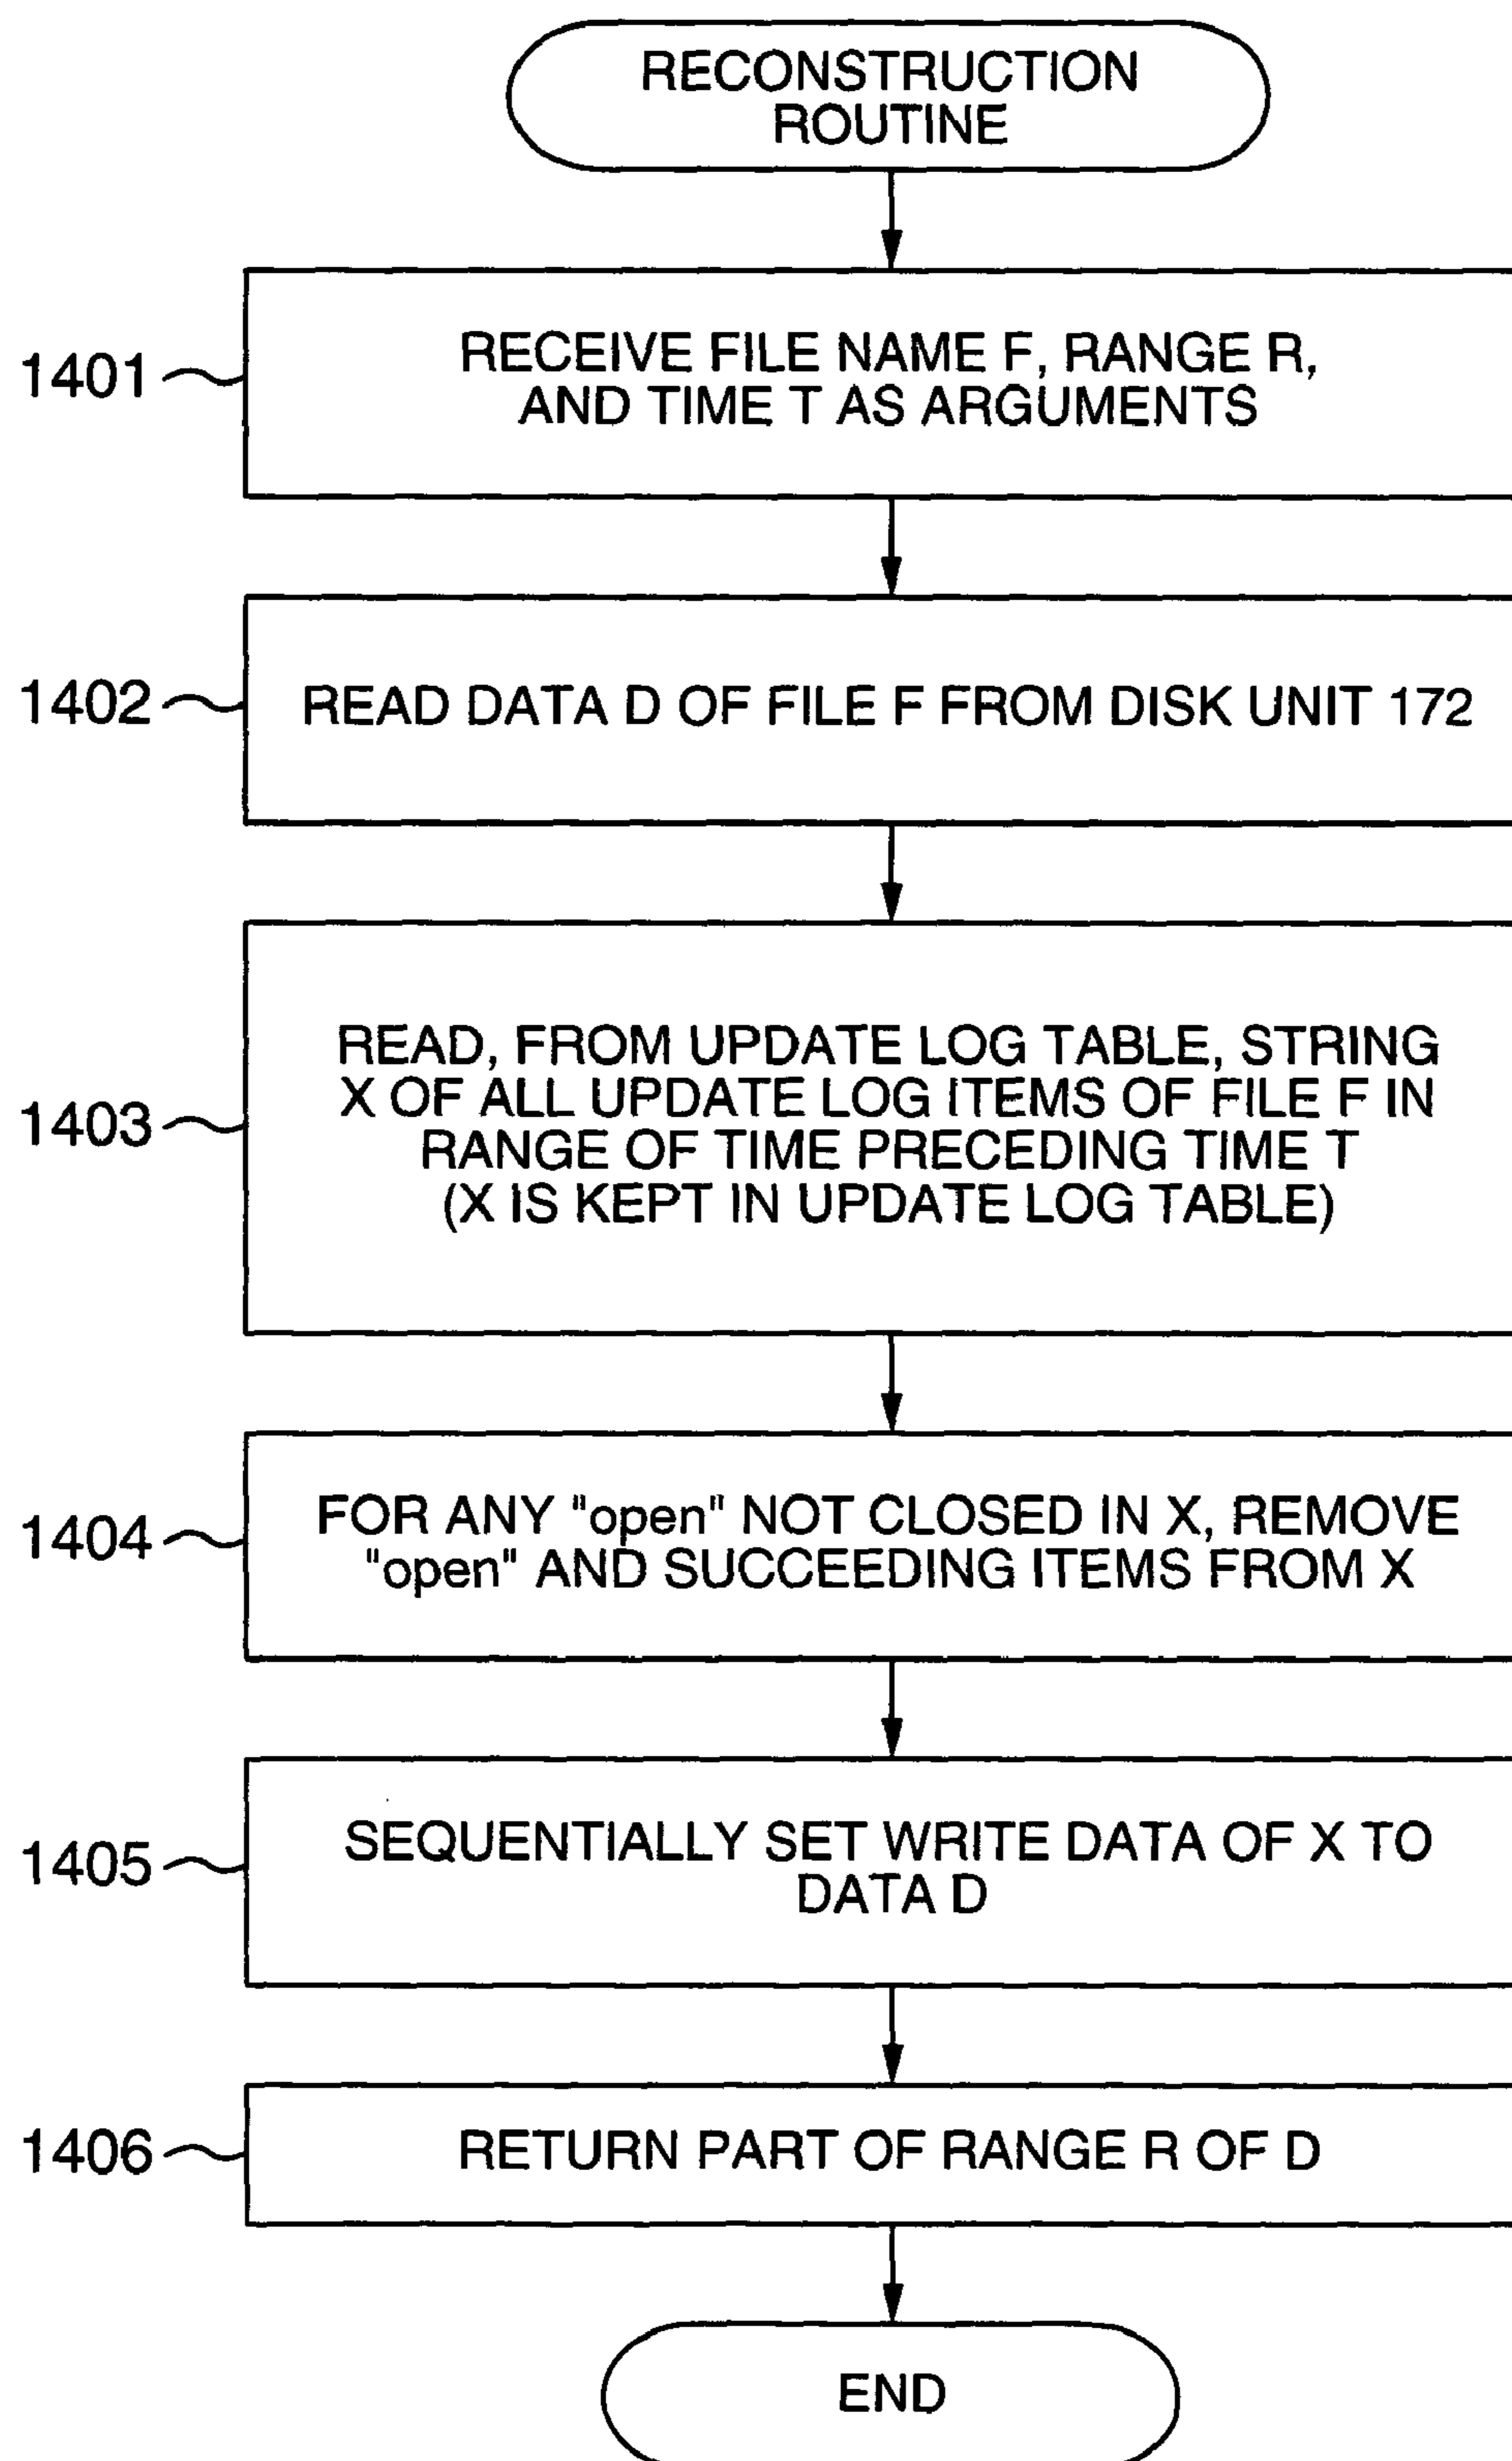 RECONSTRUCTION
ROUTINE
1401
RECEIVE FILE NAME F, RANGE R,
AND TIME T AS ARGUMENTS
1402
READ DATA D OF FILE F FROM DISK UNIT 172
1403
READ, FROM UPDATE LOG TABLE, STRING
X OF ALL UPDATE LOG ITEMS OF FILE F IN
RANGE OF TIME PRECEDING TIME T
(X IS KEPT IN UPDATE LOG TABLE)
1404
FOR ANY "open" NOT CLOSED IN X, REMOVE
"open" AND SUCCEEDING ITEMS FROM X
1405
SEQUENTIALLY SET WRITE DATA OF X TO
DATA D
1406
RETURN PART OF RANGE R OF D
END